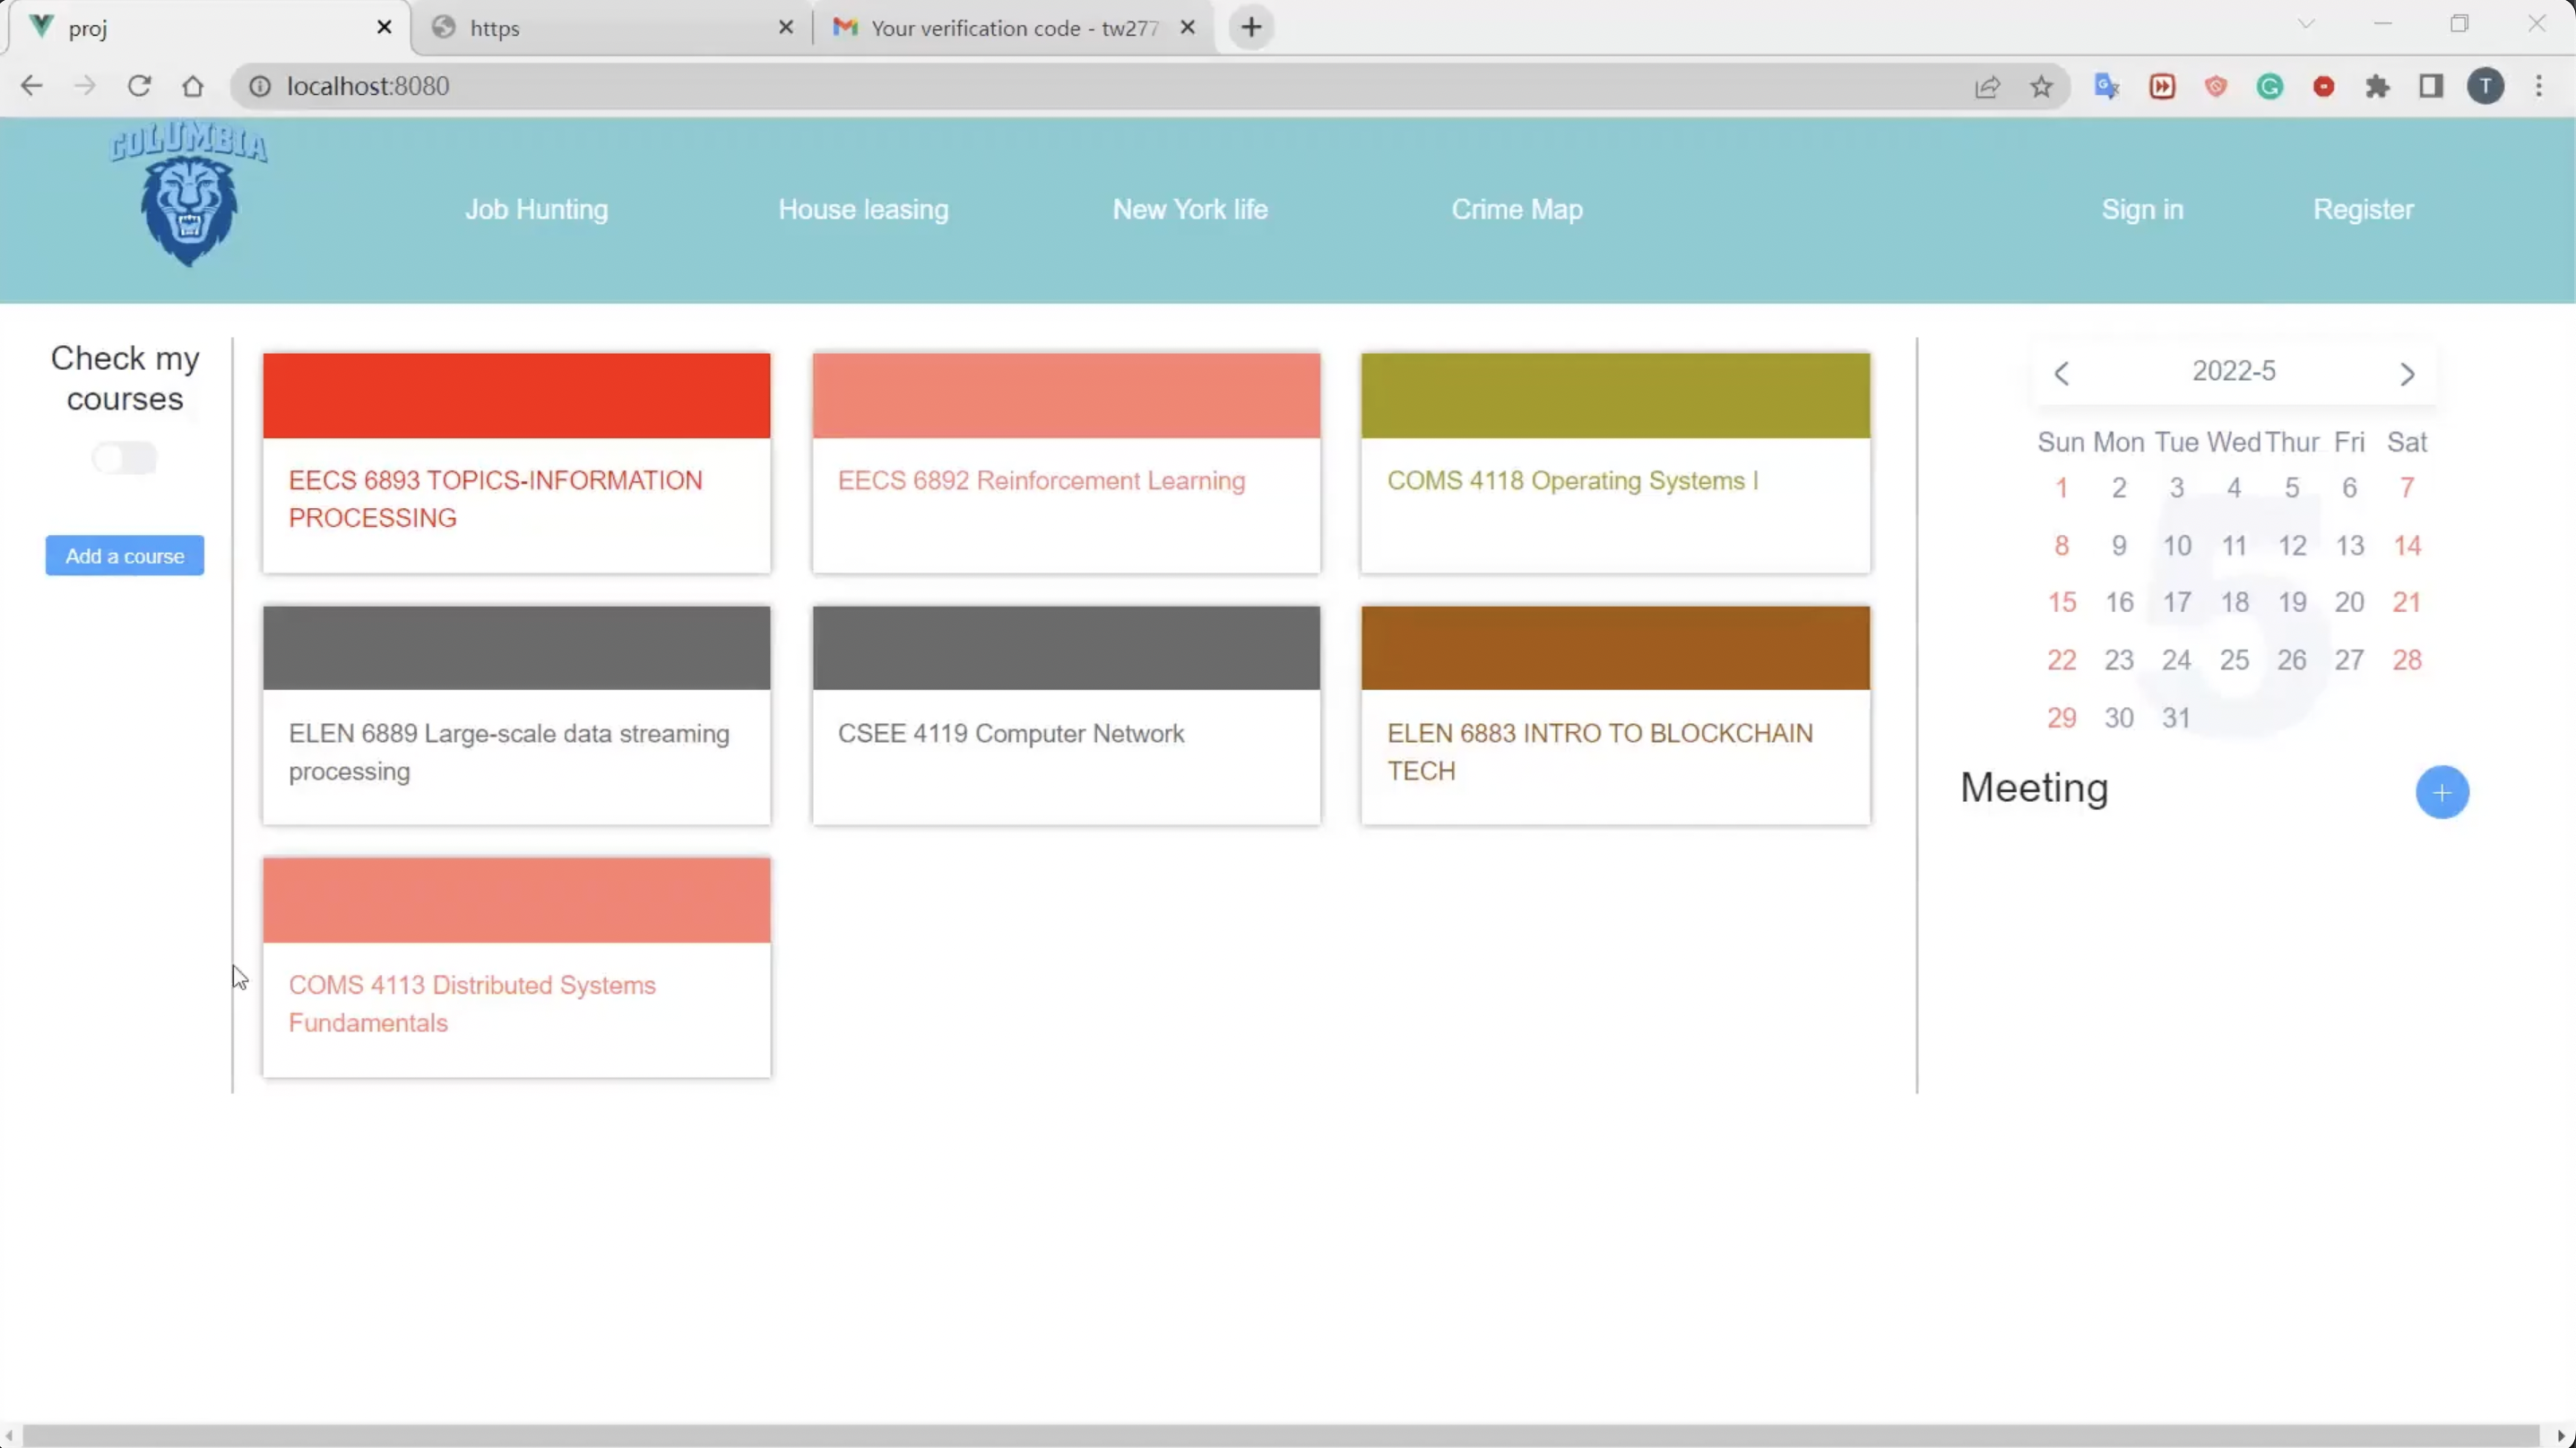 proj
https
Your verification code - tw277
localhost:8080
T
COLUMBIA
Job Hunting
House leasing
New York life
Crime Map
Sign in
Register
Check my
courses
Add a course
EECS 6893 TOPICS-INFORMATION
PROCESSING
EECS 6892 Reinforcement Learning
COMS 4118 Operating Systems I
ELEN 6889 Large-scale data streaming
processing
CSEE 4119 Computer Network
ELEN 6883 INTRO TO BLOCKCHAIN
TECH
COMS 4113 Distributed Systems
Fundamentals
2022-5
Sun Mon Tue Wed Thur Fri Sat
1 2 3 4 5 6 7
8 9 10 11 12 13 14
15 16 17 18 19 20 21
22 23 24 25 26 27 28
29 30 31
5
Meeting